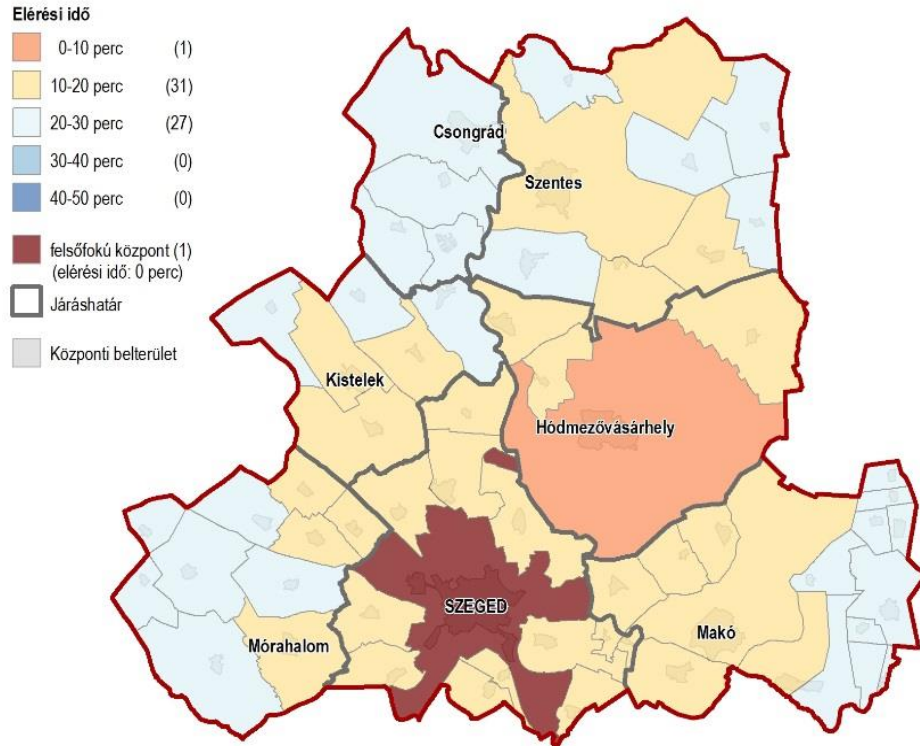 Elérési idő
0-10 perc (1)
10-20 perc (31)
20-30 perc (27)
30-40 perc (0)
40-50 perc (0)
felsőfokú központ (1)
(elérési idő: 0 perc)
Járáshatár
Központi belterület
Csongrád
Szentes
Kistelek
Hódmezővásárhely
SZEGED
Makó
Mórahalom